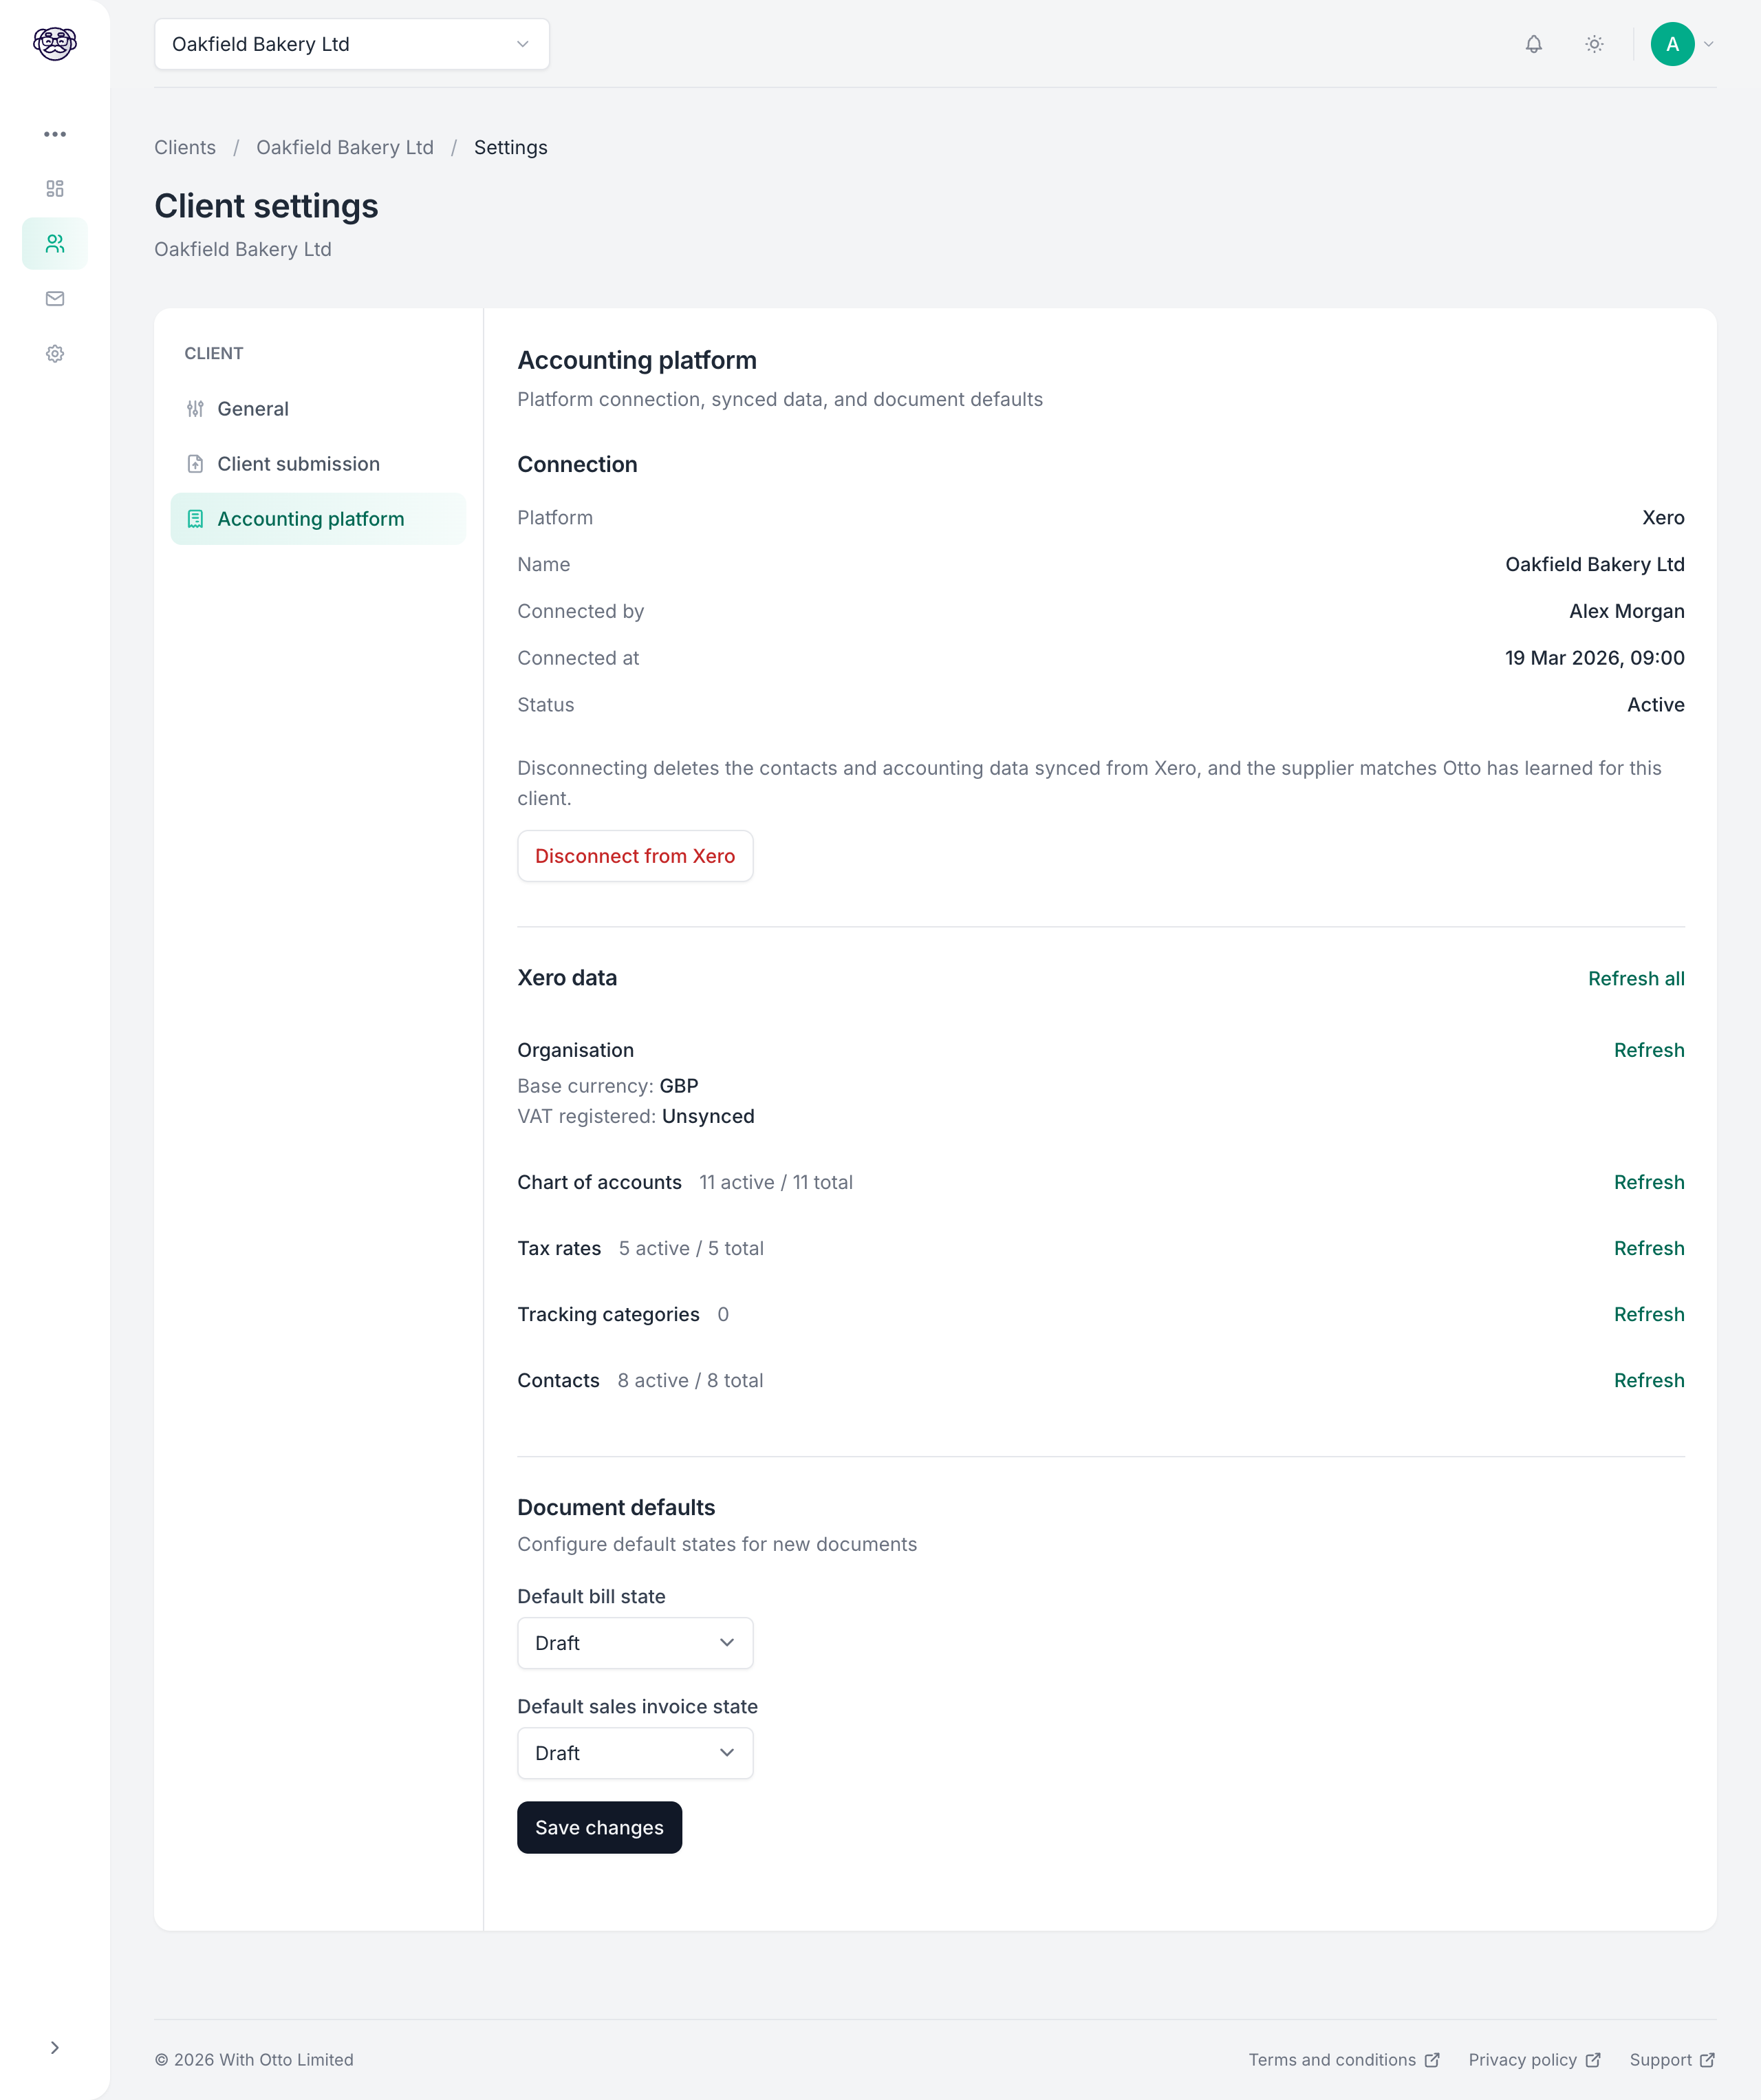 Oakfield Bakery Ltd
A
Clients / Oakfield Bakery Ltd / Settings
Client settings
Oakfield Bakery Ltd
CLIENT
General
Client submission
Accounting platform
Accounting platform
Platform connection, synced data, and document defaults
Connection
Platform Xero
Name Oakfield Bakery Ltd
Connected by Alex Morgan
Connected at 19 Mar 2026, 09:00
Status Active
Disconnecting deletes the contacts and accounting data synced from Xero, and the supplier matches Otto has learned for this
client.
Disconnect from Xero
Xero data Refresh all
Organisation Refresh
Base currency: GBP
VAT registered: Unsynced
Chart of accounts 11 active / 11 total Refresh
Tax rates 5 active / 5 total Refresh
Tracking categories 0 Refresh
Contacts 8 active / 8 total Refresh
Document defaults
Configure default states for new documents
Default bill state
Draft
Default sales invoice state
Draft
Save changes
© 2026 With Otto Limited Terms and conditions Privacy policy Support